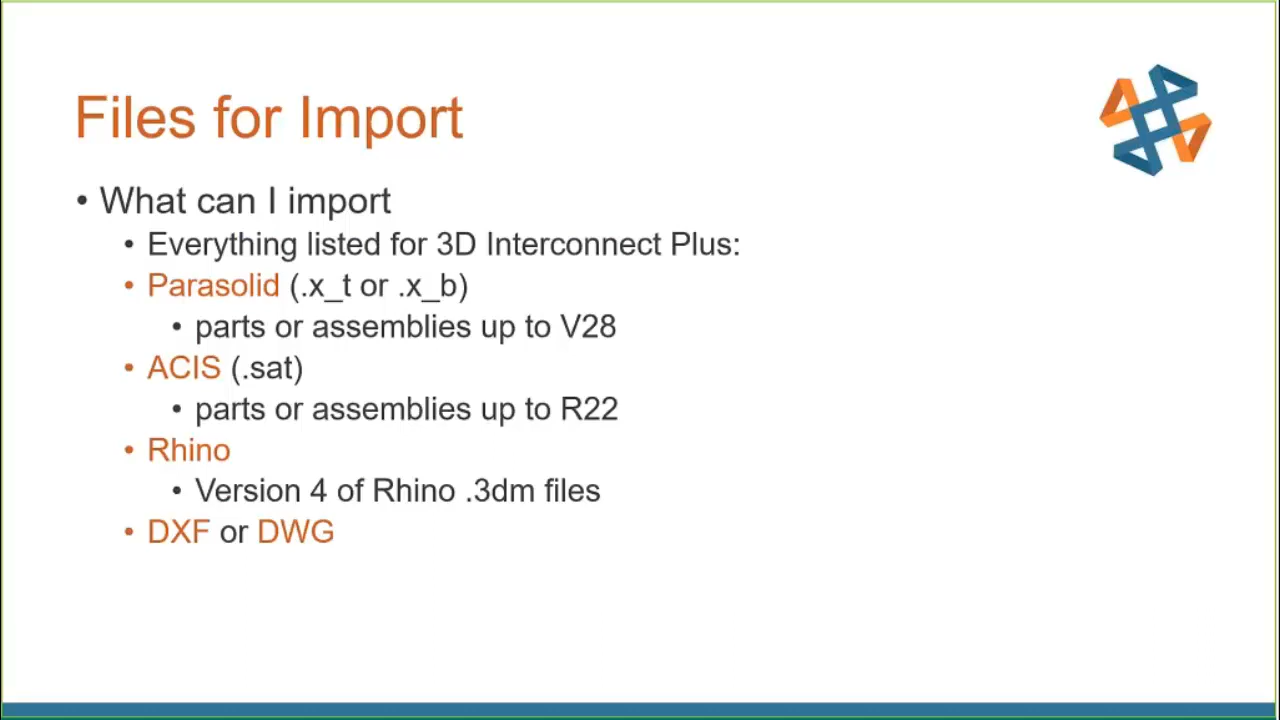 Files for Import
• What can I import
• Everything listed for 3D Interconnect Plus:
• Parasolid (.x_t or .x_b)
• parts or assemblies up to V28
• ACIS (.sat)
• parts or assemblies up to R22
• Rhino
• Version 4 of Rhino .3dm files
• DXF or DWG